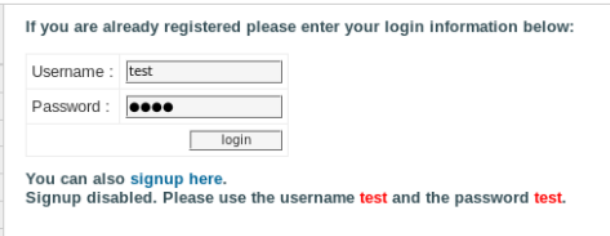 If you are already registered please enter your login information below:
Username : test
Password : ●●●●
login
You can also signup here.
Signup disabled. Please use the username test and the password test.